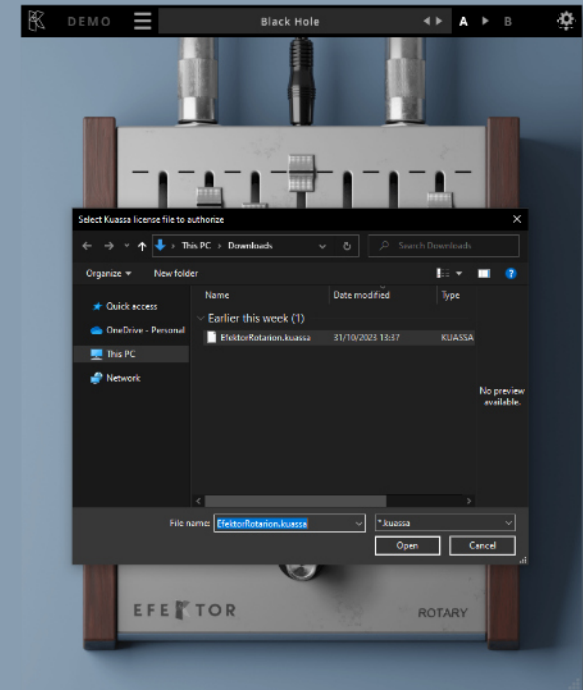 DEMO Black Hole A B
Select Kuassa license file to authorize
This PC > Downloads Search Downloads
Organize New folder
Name Date modified Type
Quick access
Earlier this week (1)
OneDrive - Personal
EfektorRotarion.kuassa 31/10/2023 13:37 KUASSA
This PC
Network
No preview
available.
File name: EfektorRotarion.kuassa *.kuassa
Open Cancel
EFEKTOR ROTARY